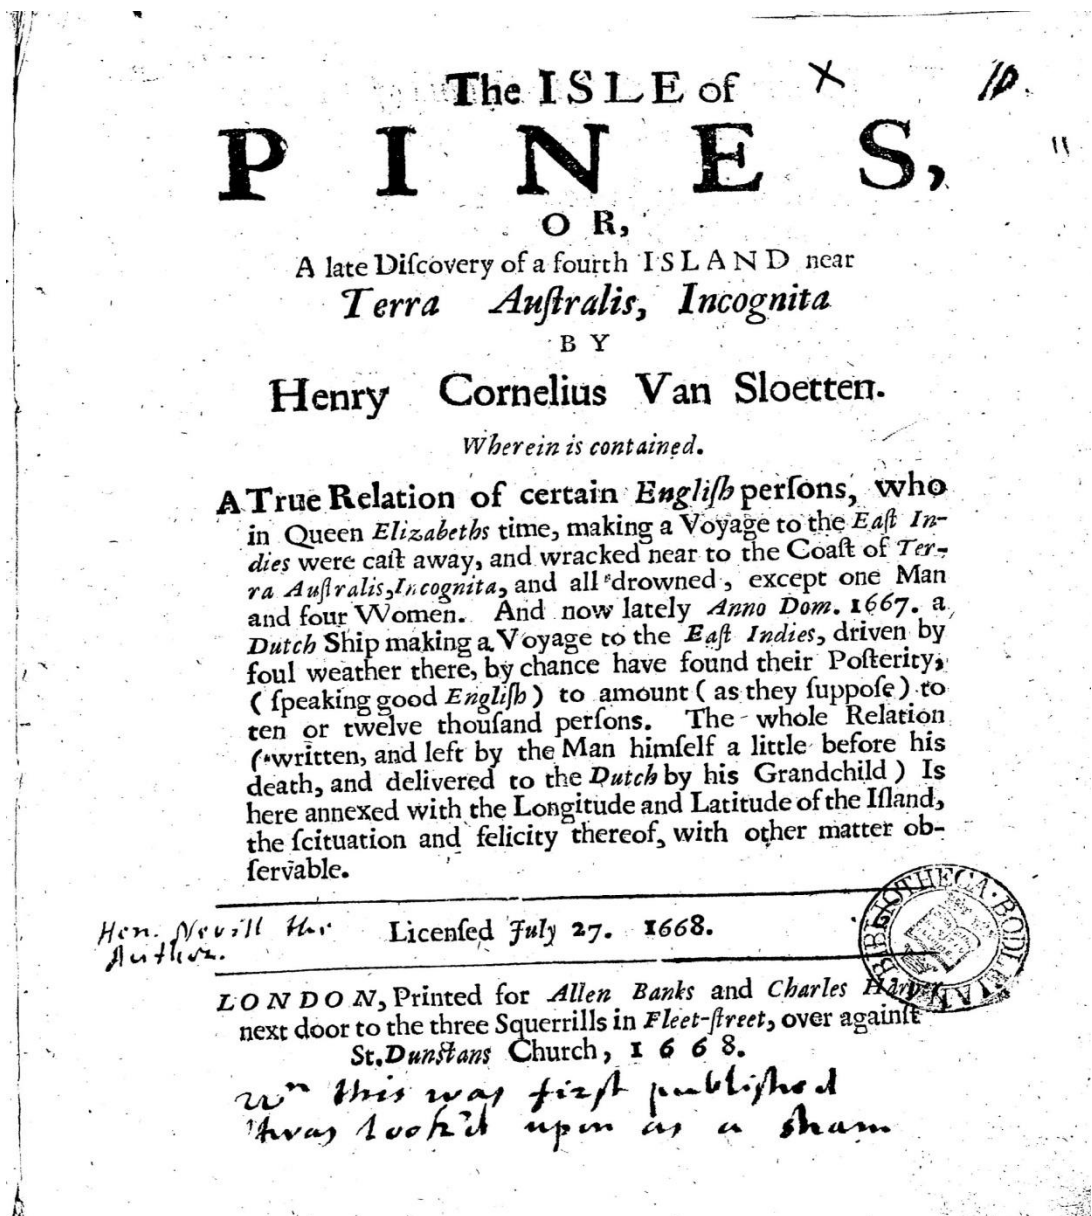 The ISLE of
PINES,
OR,
A late Diſcovery of a fourth ISLAND near
Terra Auſtralis, Incognita
BY
Henry Cornelius Van Sloetten.
Wherein is contained.
A True Relation of certain Engliſh perſons, who
in Queen Elizabeths time, making a Voyage to the Eaſt In-
dies were caſt away, and wracked near to the Coaſt of Ter-
ra Auſtralis, Incognita, and all drowned, except one Man
and four Women. And now lately Anno Dom. 1667. a
Dutch Ship making a Voyage to the Eaſt Indies, driven by
foul weather there, by chance have found their Poſterity,
(ſpeaking good Engliſh) to amount (as they ſuppoſe) to
ten or twelve thouſand perſons. The whole Relation
(written, and left by the Man himſelf a little before his
death, and delivered to the Dutch by his Grandchild) Is
here annexed with the Longitude and Latitude of the Iſland,
the ſcituation and felicity thereof, with other matter ob-
ſervable.
Hen. Nevill the
Author.
Licenſed July 27. 1668.
BIBLIOTHECA BODLEIANA
LONDON, Printed for Allen Banks and Charles
next door to the three Squerrills in Fleet-ſtreet, over againſt
St. Dunſtans Church, 1668.
wn this was firſt publiſhed
'twas look'd upon as a sham